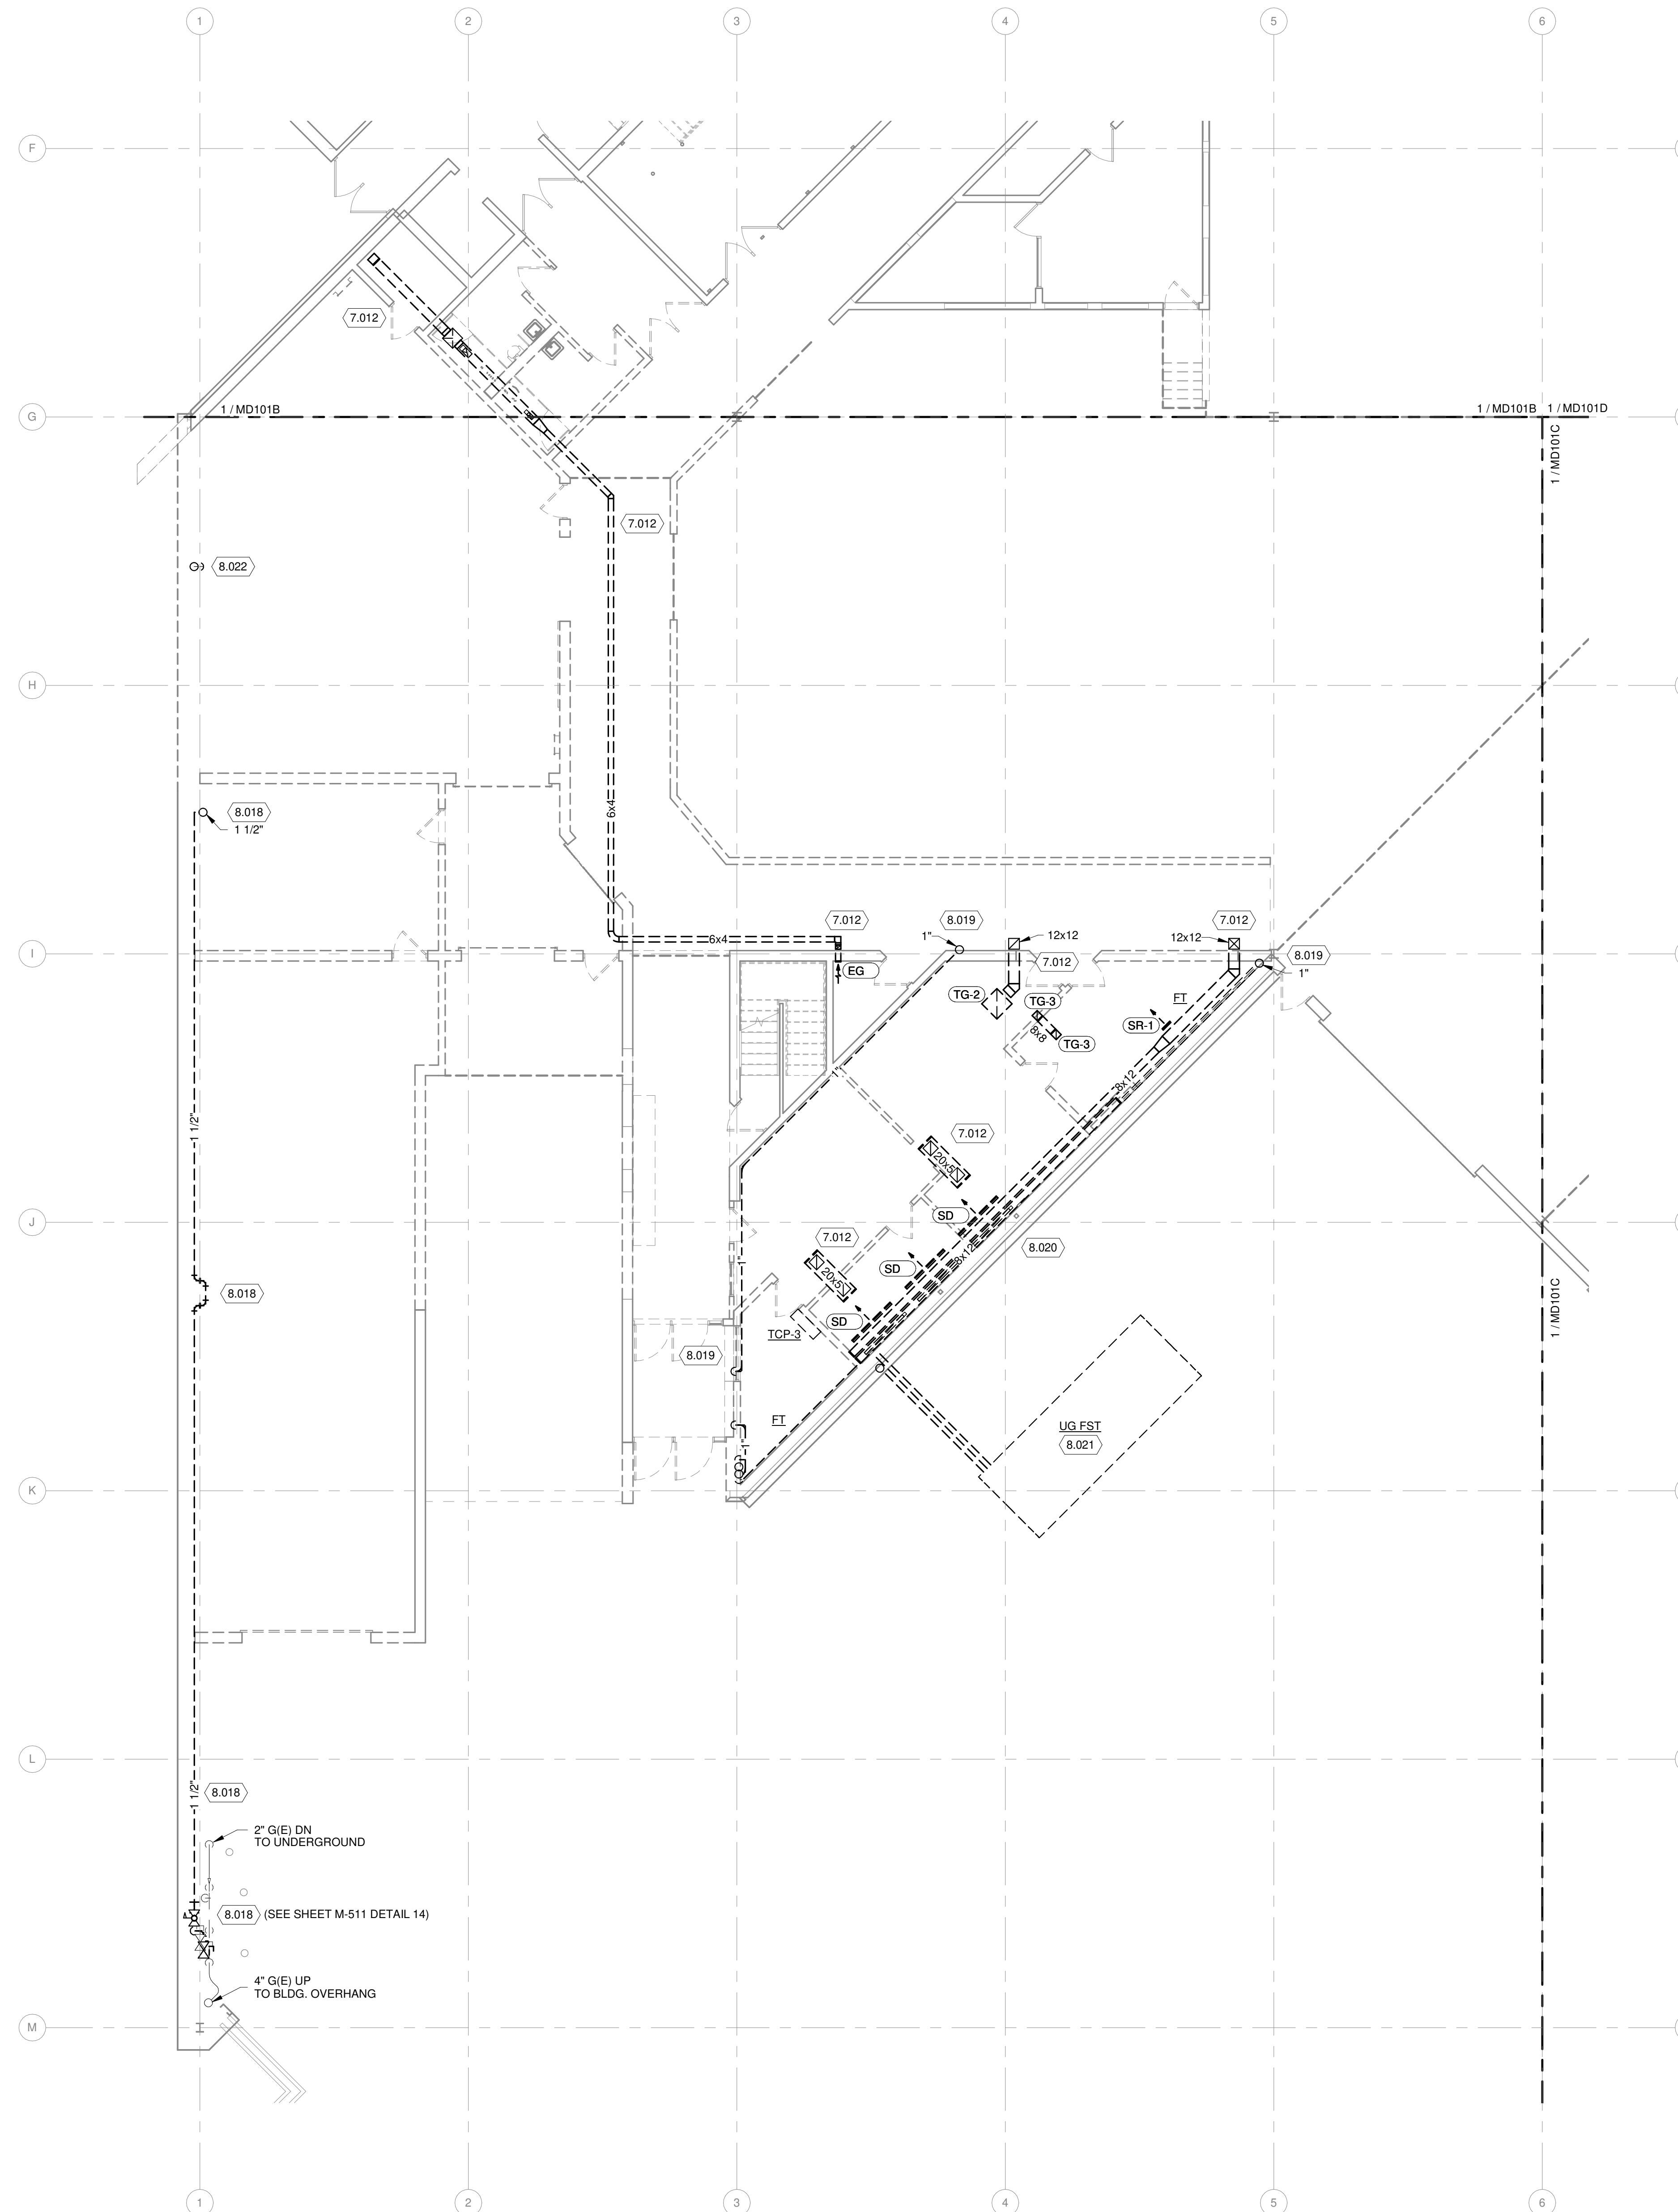 1 2 3 4 5 6
F
7.012
G
1 / MD101B
1 / MD101B
1 / MD101D
1 / MD101C
7.012
8.022
H
6x4
8.018
1 1/2"
7.012
8.019
7.012
1"
12x12
12x12
6x4
I
8.019
7.012
EG
1"
TG-2
TG-3
FT
8x8
SR-1
TG-3
1"
8x12
1 1/2"
7.012
20x5
J
SD
7.012
8.020
1"
8x12
SD
20x5
8.018
1 / MD101C
SD
TCP-3
8.019
FT
UG FST
8.021
1"
K
L
1 1/2"
8.018
2" G(E) DN
TO UNDERGROUND
8.018 (SEE SHEET M-511 DETAIL 14)
4" G(E) UP
TO BLDG. OVERHANG
M
1 2 3 4 5 6